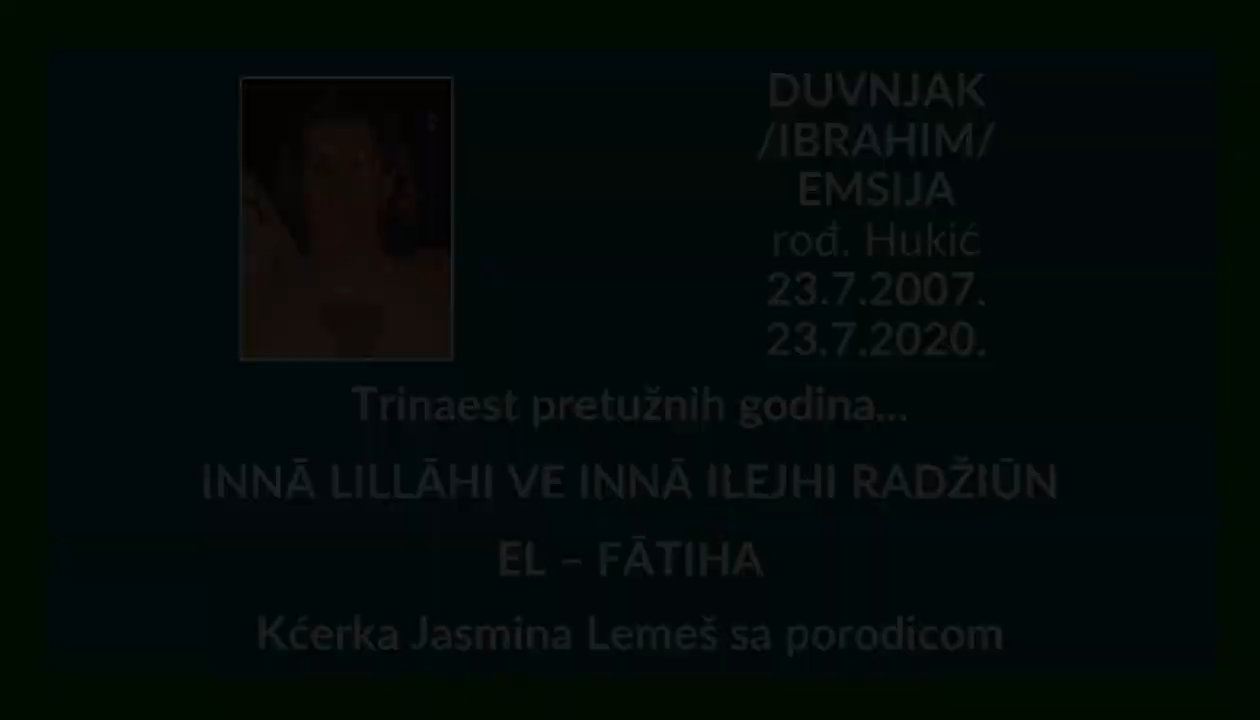 DUVNJAK
/IBRAHIM/
EMSIJA
rođ. Hukić
23.7.2007.
23.7.2020.
Trinaest pretužnih godina...
INNĀ LILLĀHI VE INNĀ ILEJHI RADŽIŪN
EL – FĀTIHA
Kćerka Jasmina Lemeš sa porodicom